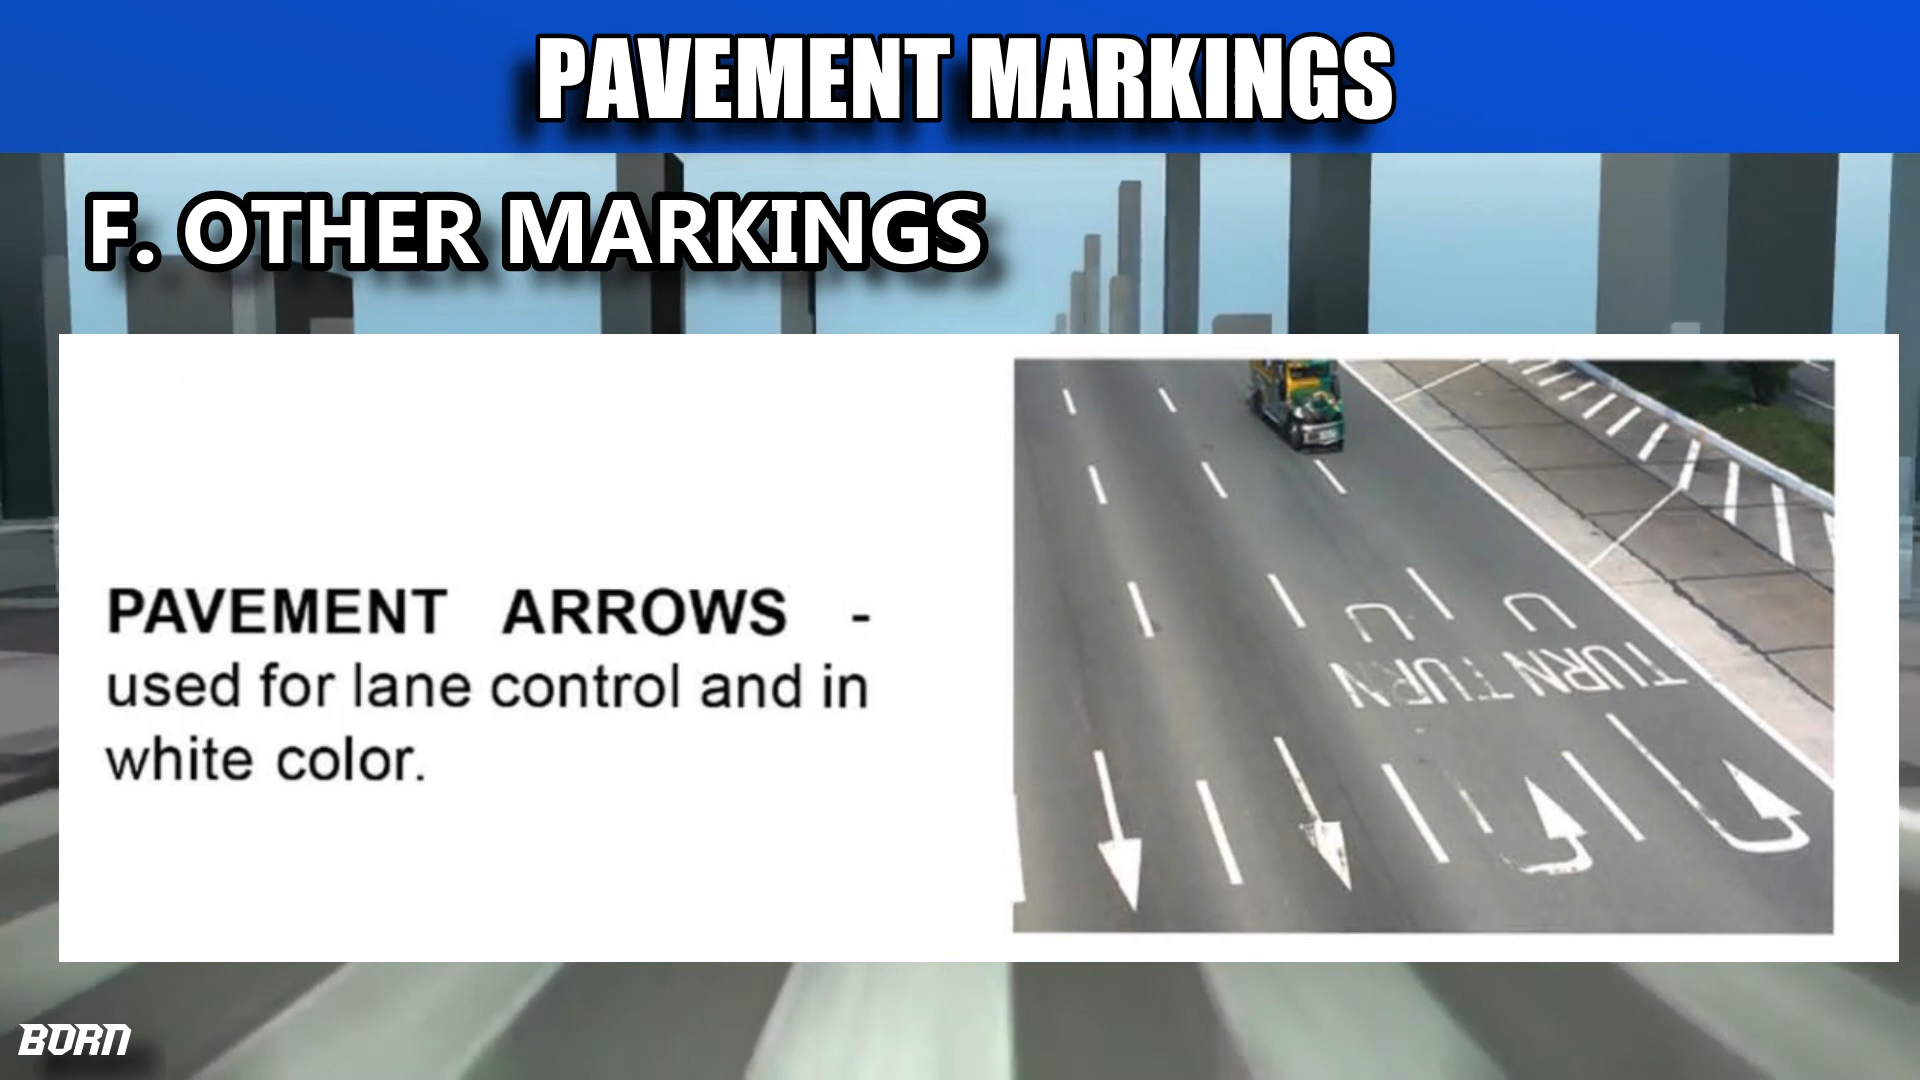 PAVEMENT MARKINGS
F. OTHER MARKINGS
PAVEMENT ARROWS -
used for lane control and in
white color.
U U
TURN TURN
BORN